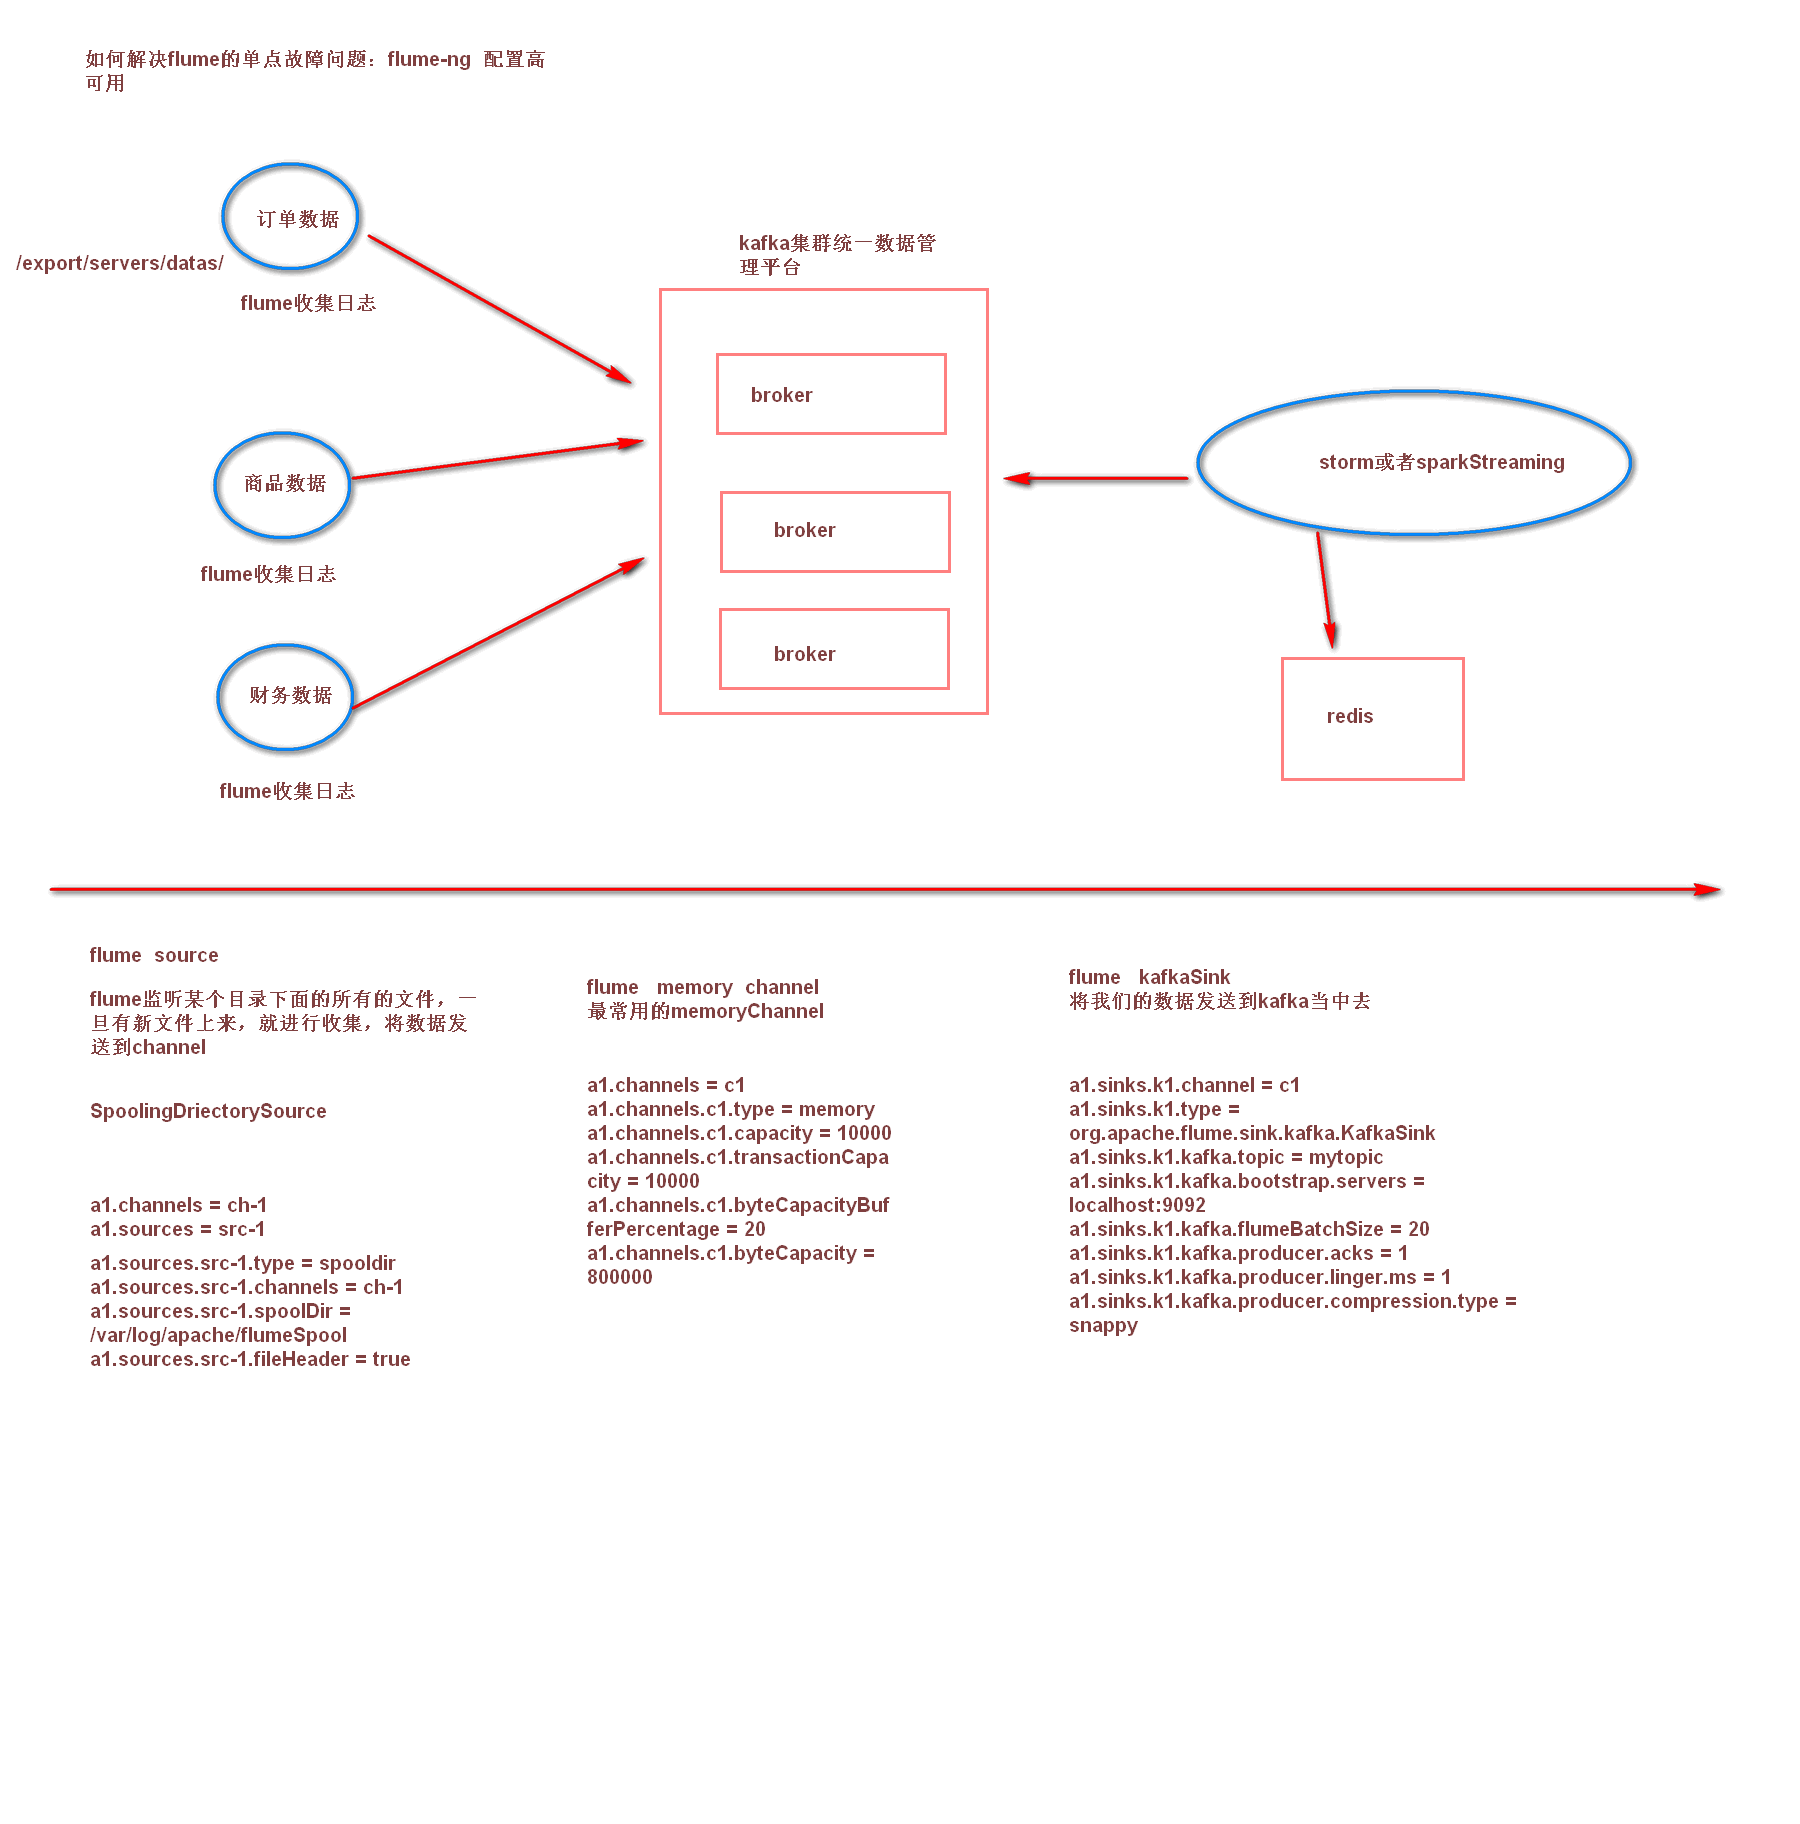 如何解决flume的单点故障问题：flume-ng 配置高
可用
订单数据
/export/servers/datas/
flume收集日志
kafka集群统一数据管
理平台
broker
storm或者sparkStreaming
商品数据
broker
flume收集日志
broker
财务数据
redis
flume收集日志
flume source
flume监听某个目录下面的所有的文件，一
旦有新文件上来，就进行收集，将数据发
送到channel
SpoolingDriectorySource
a1.channels = ch-1
a1.sources = src-1
a1.sources.src-1.type = spooldir
a1.sources.src-1.channels = ch-1
a1.sources.src-1.spoolDir =
/var/log/apache/flumeSpool
a1.sources.src-1.fileHeader = true
flume memory channel
最常用的memoryChannel
a1.channels = c1
a1.channels.c1.type = memory
a1.channels.c1.capacity = 10000
a1.channels.c1.transactionCapa
city = 10000
a1.channels.c1.byteCapacityBuf
ferPercentage = 20
a1.channels.c1.byteCapacity =
800000
flume kafkaSink
将我们的数据发送到kafka当中去
a1.sinks.k1.channel = c1
a1.sinks.k1.type =
org.apache.flume.sink.kafka.KafkaSink
a1.sinks.k1.kafka.topic = mytopic
a1.sinks.k1.kafka.bootstrap.servers =
localhost:9092
a1.sinks.k1.kafka.flumeBatchSize = 20
a1.sinks.k1.kafka.producer.acks = 1
a1.sinks.k1.kafka.producer.linger.ms = 1
a1.sinks.k1.kafka.producer.compression.type =
snappy